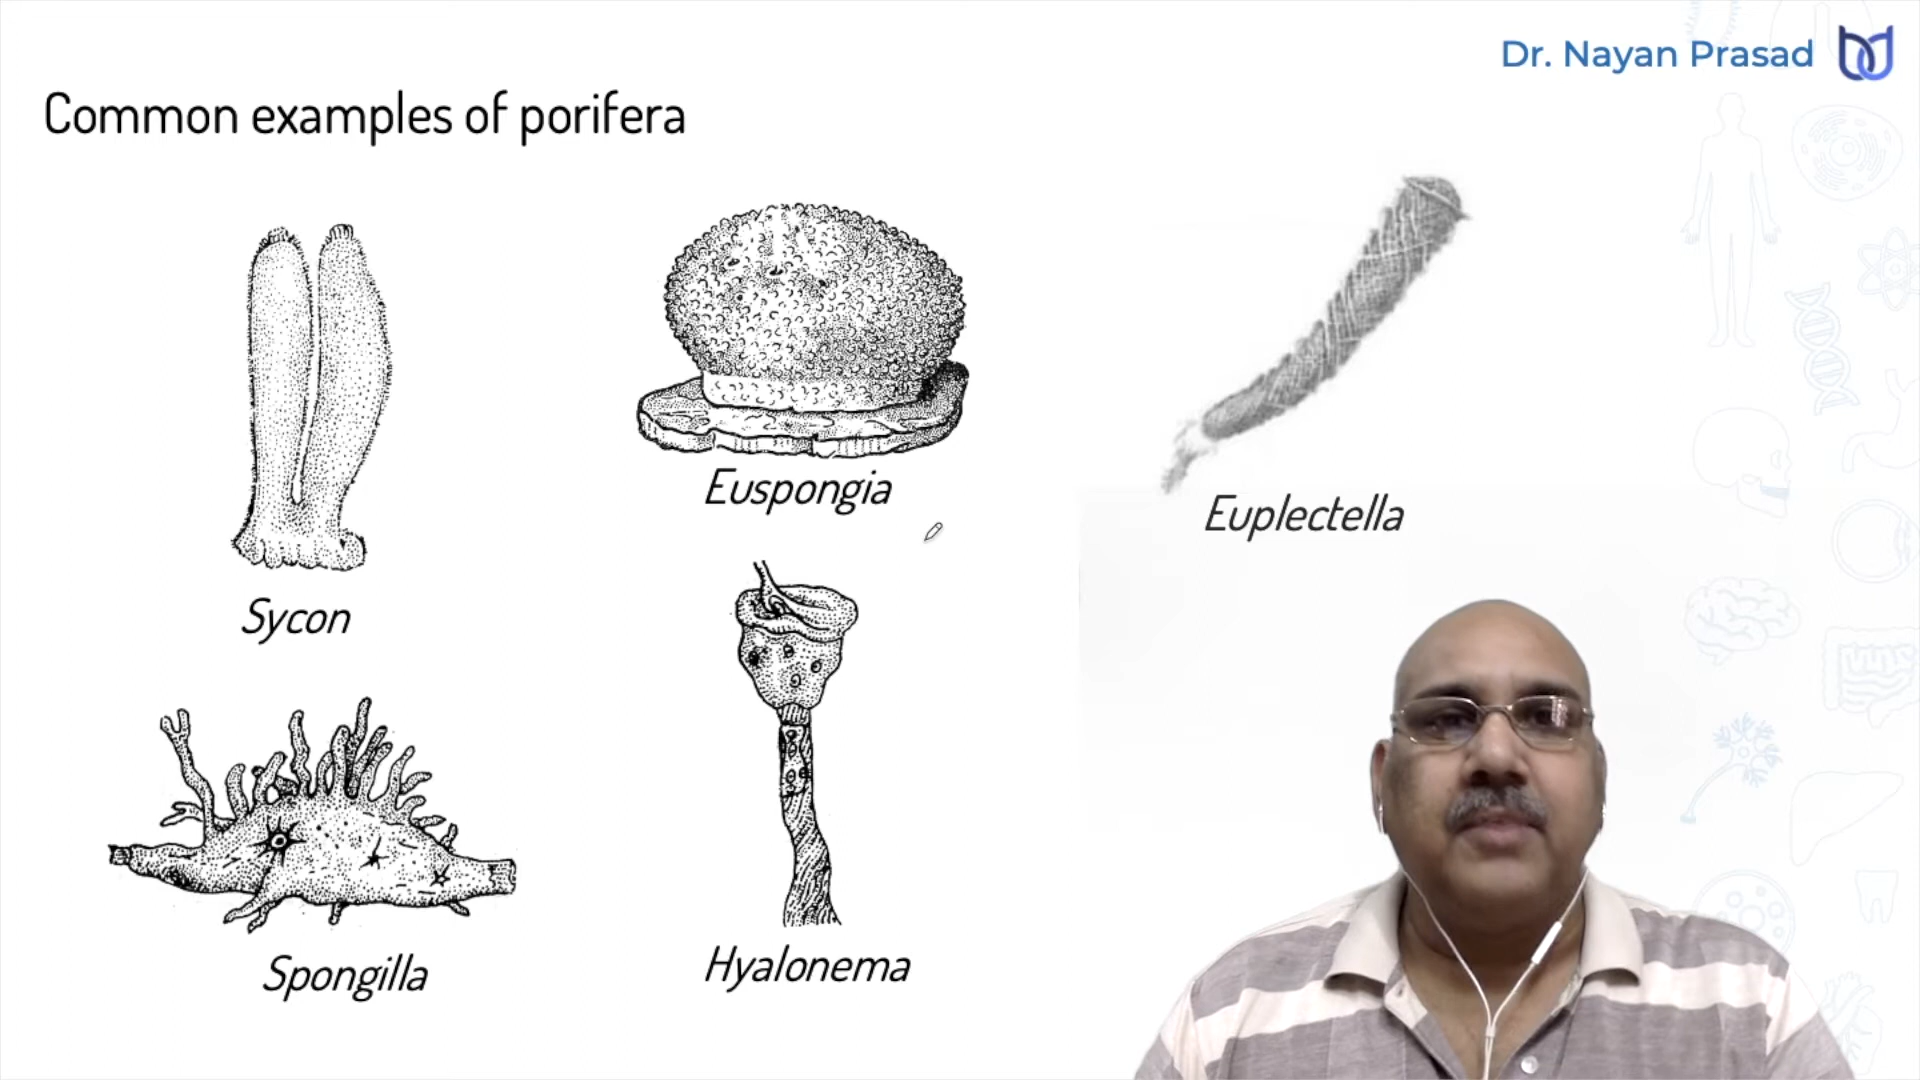 Dr. Nayan Prasad
Common examples of porifera
Euspongia
Euplectella
Sycon
Spongilla
Hyalonema